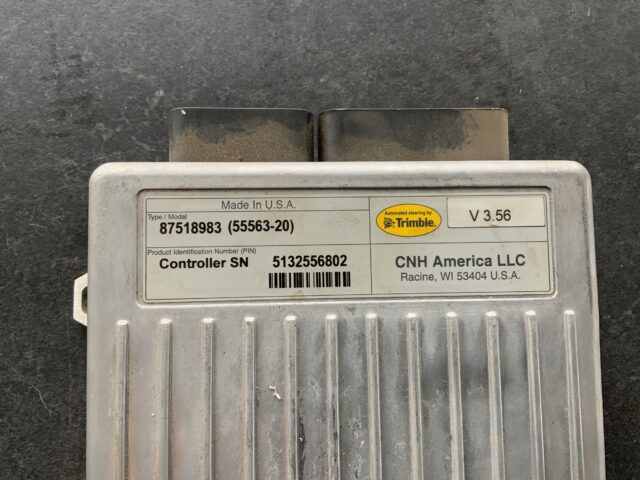 Made In U.S.A.
Type / Model
87518983 (55563-20)
Product Identification Number (PIN)
Controller SN 5132556802
Automated steering by
Trimble.
V 3.56
CNH America LLC
Racine, WI 53404 U.S.A.